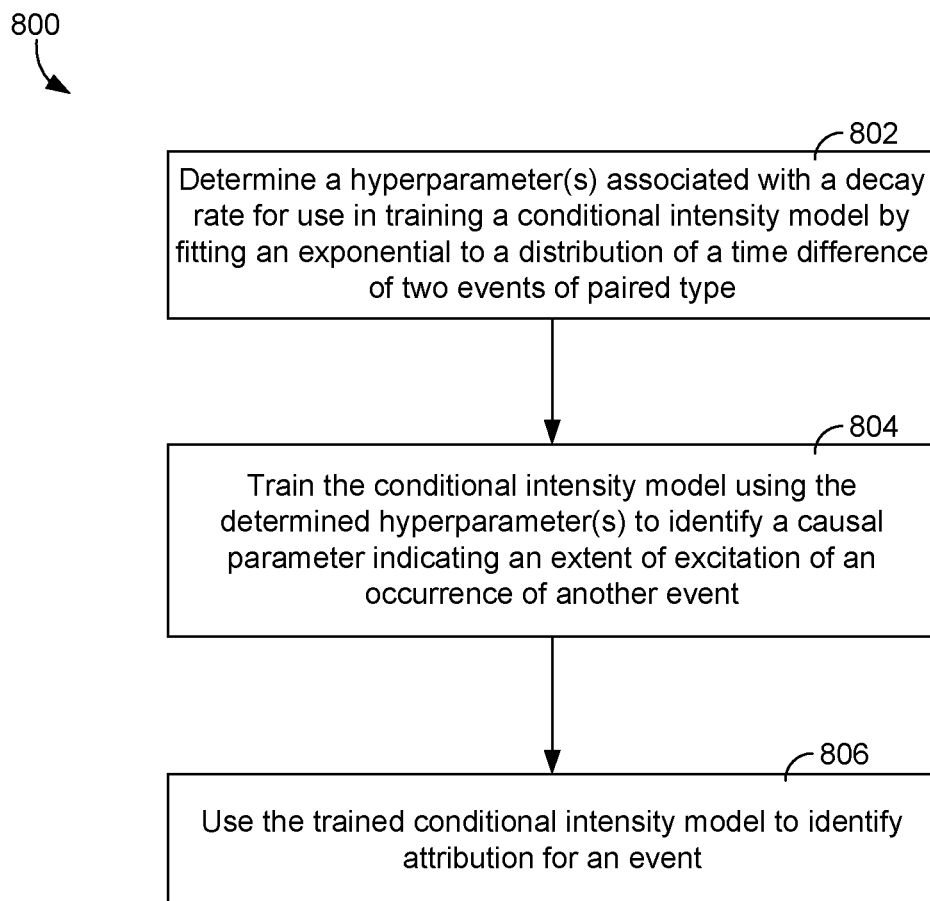 800
802
Determine a hyperparameter(s) associated with a decay
rate for use in training a conditional intensity model by
fitting an exponential to a distribution of a time difference
of two events of paired type
804
Train the conditional intensity model using the
determined hyperparameter(s) to identify a causal
parameter indicating an extent of excitation of an
occurrence of another event
806
Use the trained conditional intensity model to identify
attribution for an event